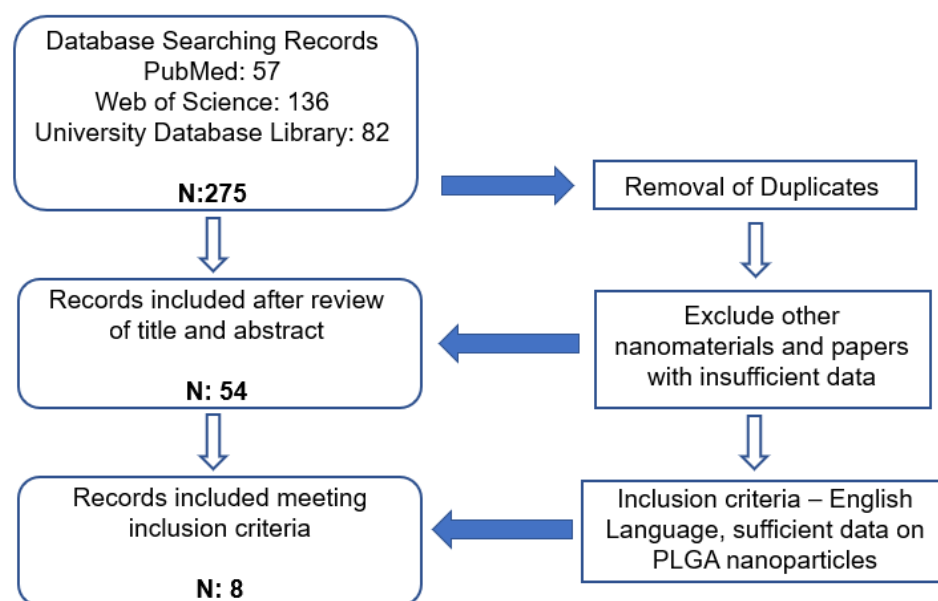 Database Searching Records
PubMed: 57
Web of Science: 136
University Database Library: 82
N:275
Removal of Duplicates
Records included after review
of title and abstract
N: 54
Exclude other
nanomaterials and papers
with insufficient data
Records included meeting
inclusion criteria
N: 8
Inclusion criteria – English
Language, sufficient data on
PLGA nanoparticles